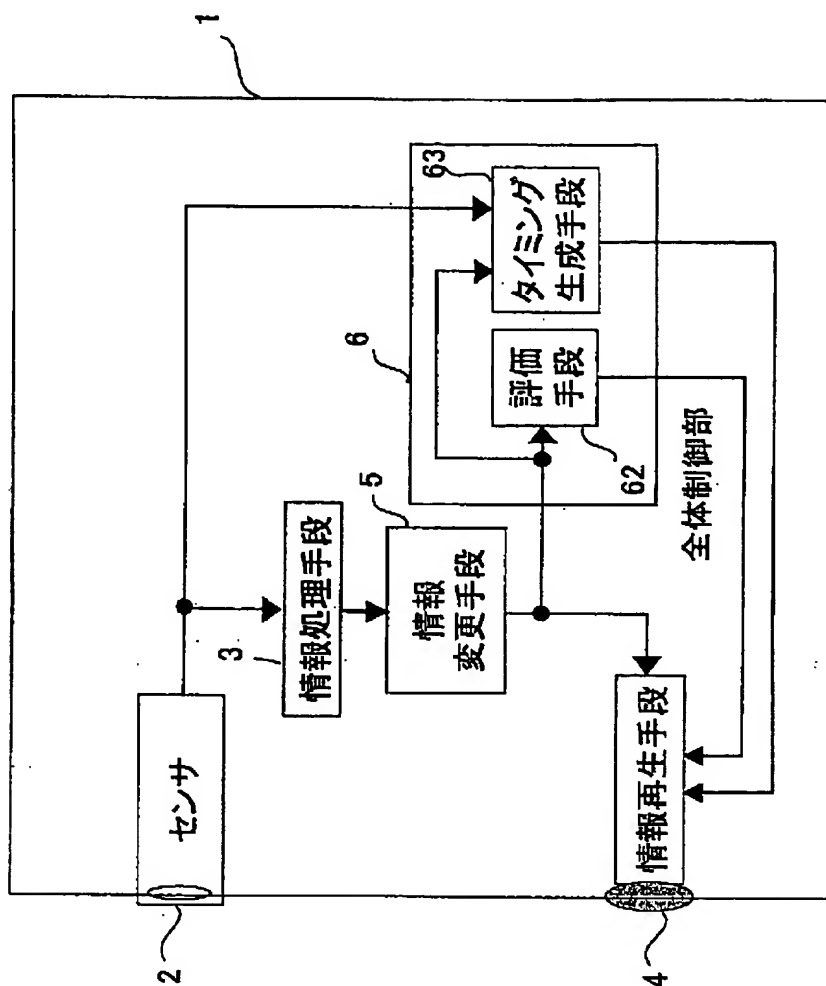 1
2
センサ
3
情報処理手段
5
情報
変更手段
6
63
タイミング
生成手段
評価
手段
62
全体制御部
情報再生手段
4